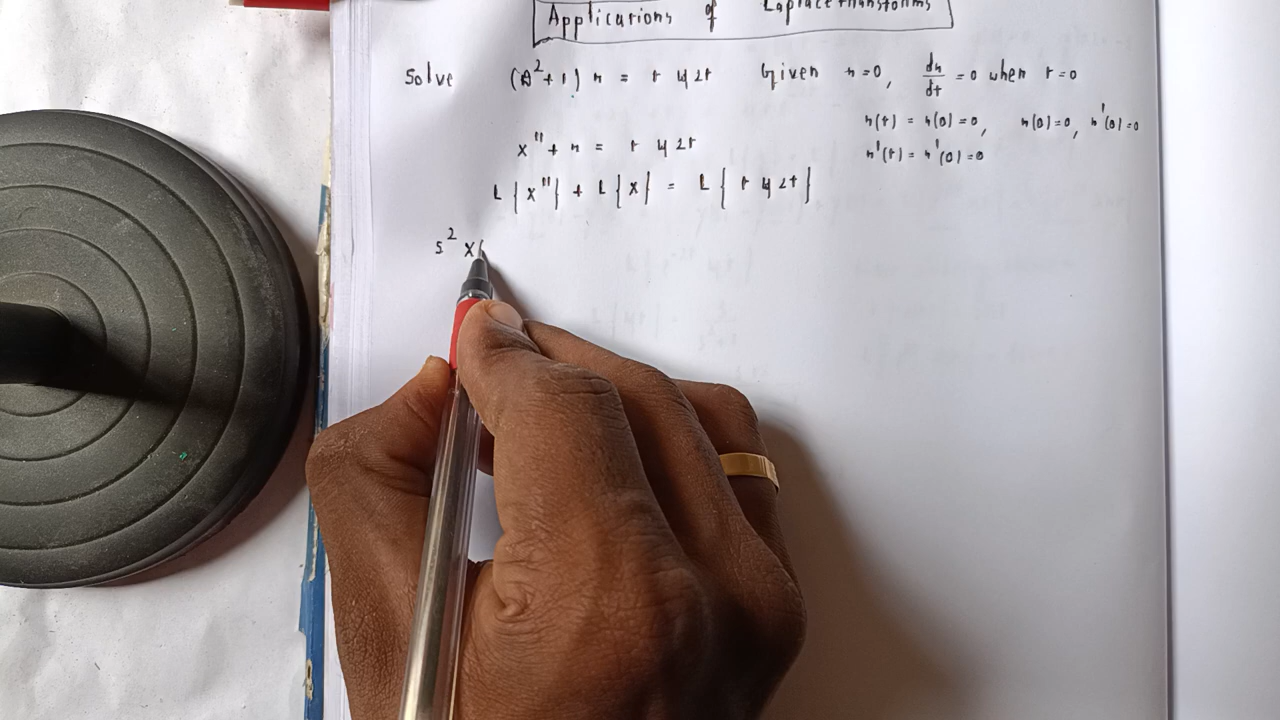 Applications of Laplace Transforms
Solve (D²+1) x = t cos 2t Given x=0, dx/dt = 0 when t=0
x(t) = x(0) = 0, x(0)=0, x'(0)=0
x'(t) = x'(0) = 0
x'' + x = t cos 2t
L{x''} + L{x} = L{t cos 2t}
s² X(